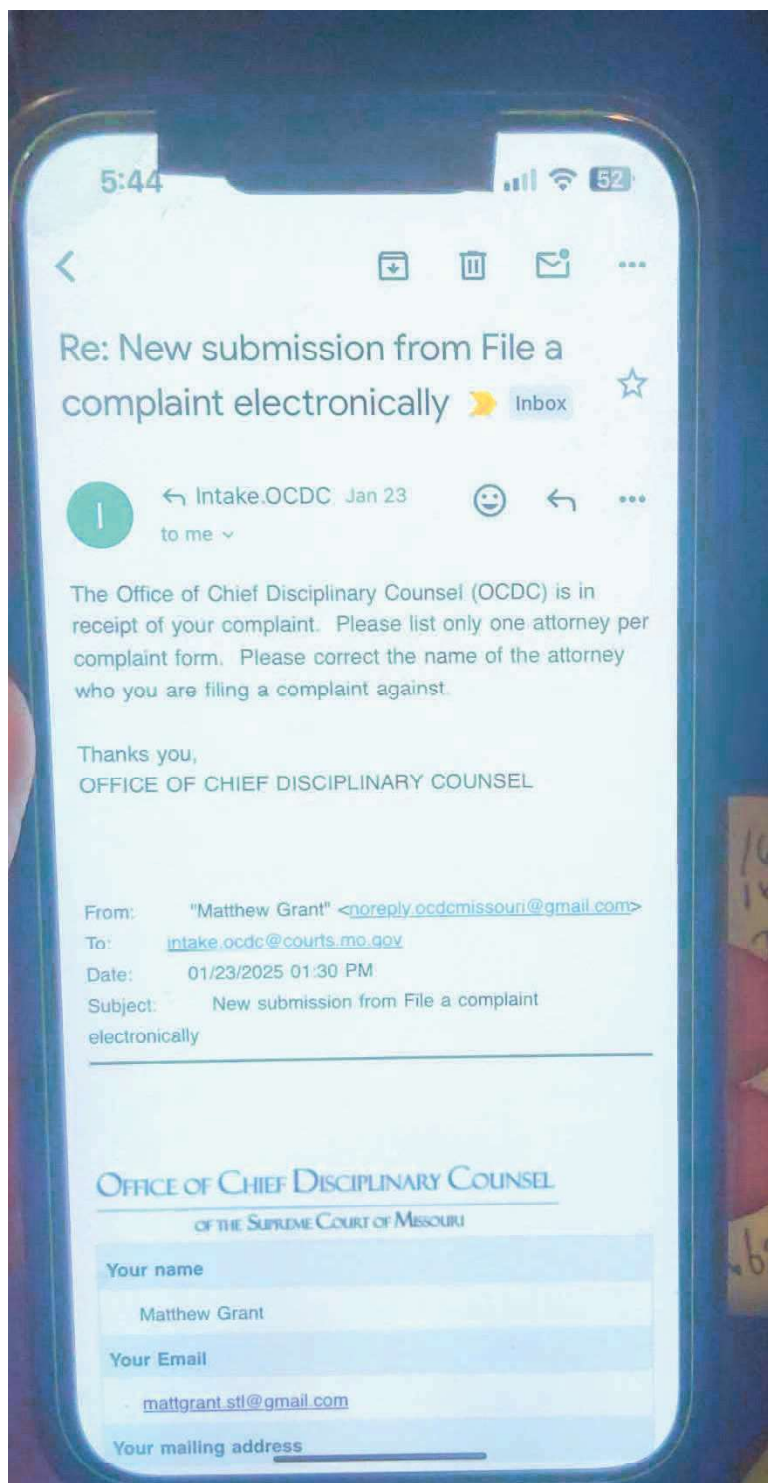 5:44
52
Re: New submission from File a
complaint electronically Inbox
I
Intake.OCDC Jan 23
to me
The Office of Chief Disciplinary Counsel (OCDC) is in
receipt of your complaint. Please list only one attorney per
complaint form. Please correct the name of the attorney
who you are filing a complaint against.
Thanks you,
OFFICE OF CHIEF DISCIPLINARY COUNSEL
From: "Matthew Grant" <noreply.ocdcmissouri@gmail.com>
To: intake.ocdc@courts.mo.gov
Date: 01/23/2025 01:30 PM
Subject: New submission from File a complaint
electronically
OFFICE OF CHIEF DISCIPLINARY COUNSEL
OF THE SUPREME COURT OF MISSOURI
Your name
Matthew Grant
Your Email
mattgrant.stl@gmail.com
Your mailing address